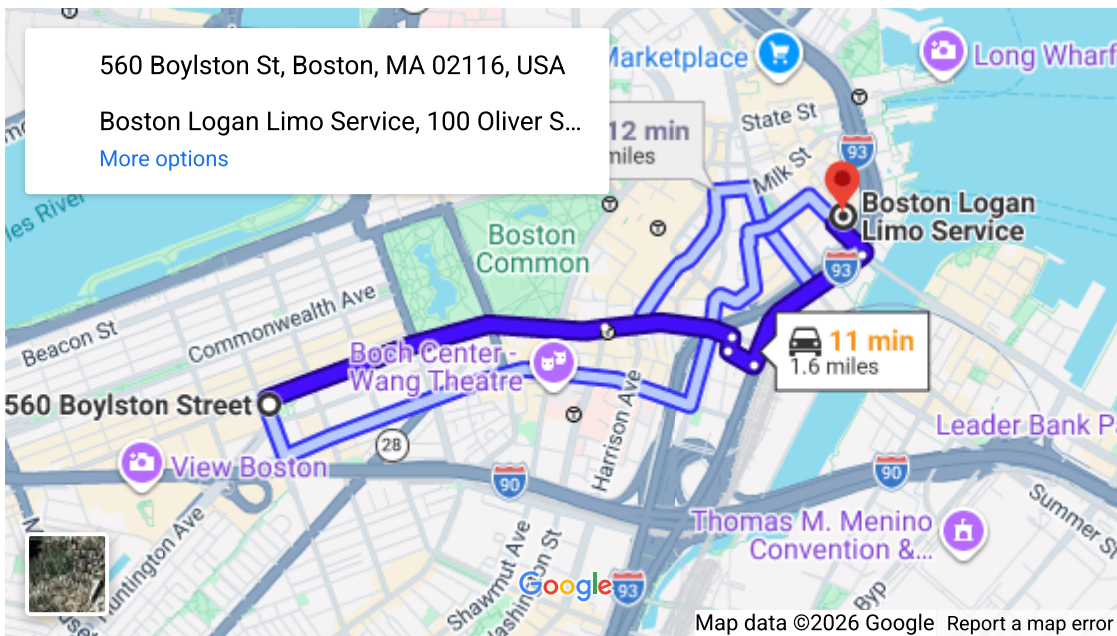 560 Boylston St, Boston, MA 02116, USA
Boston Logan Limo Service, 100 Oliver S...
More options
Marketplace
Long Wharf
State St
12 min
miles
Milk St
93
Boston Logan
Limo Service
les River
Boston
Common
93
Commonwealth Ave
Beacon St
11 min
1.6 miles
Boch Center -
Wang Theatre
560 Boylston Street
Harrison Ave
28
Leader Bank P
View Boston
90
90
Thomas M. Menino
Convention &...
Summer St
Huntington Ave
Shawmut Ave
Washington St
Google
93
Byp
Map data ©2026 Google
Report a map error